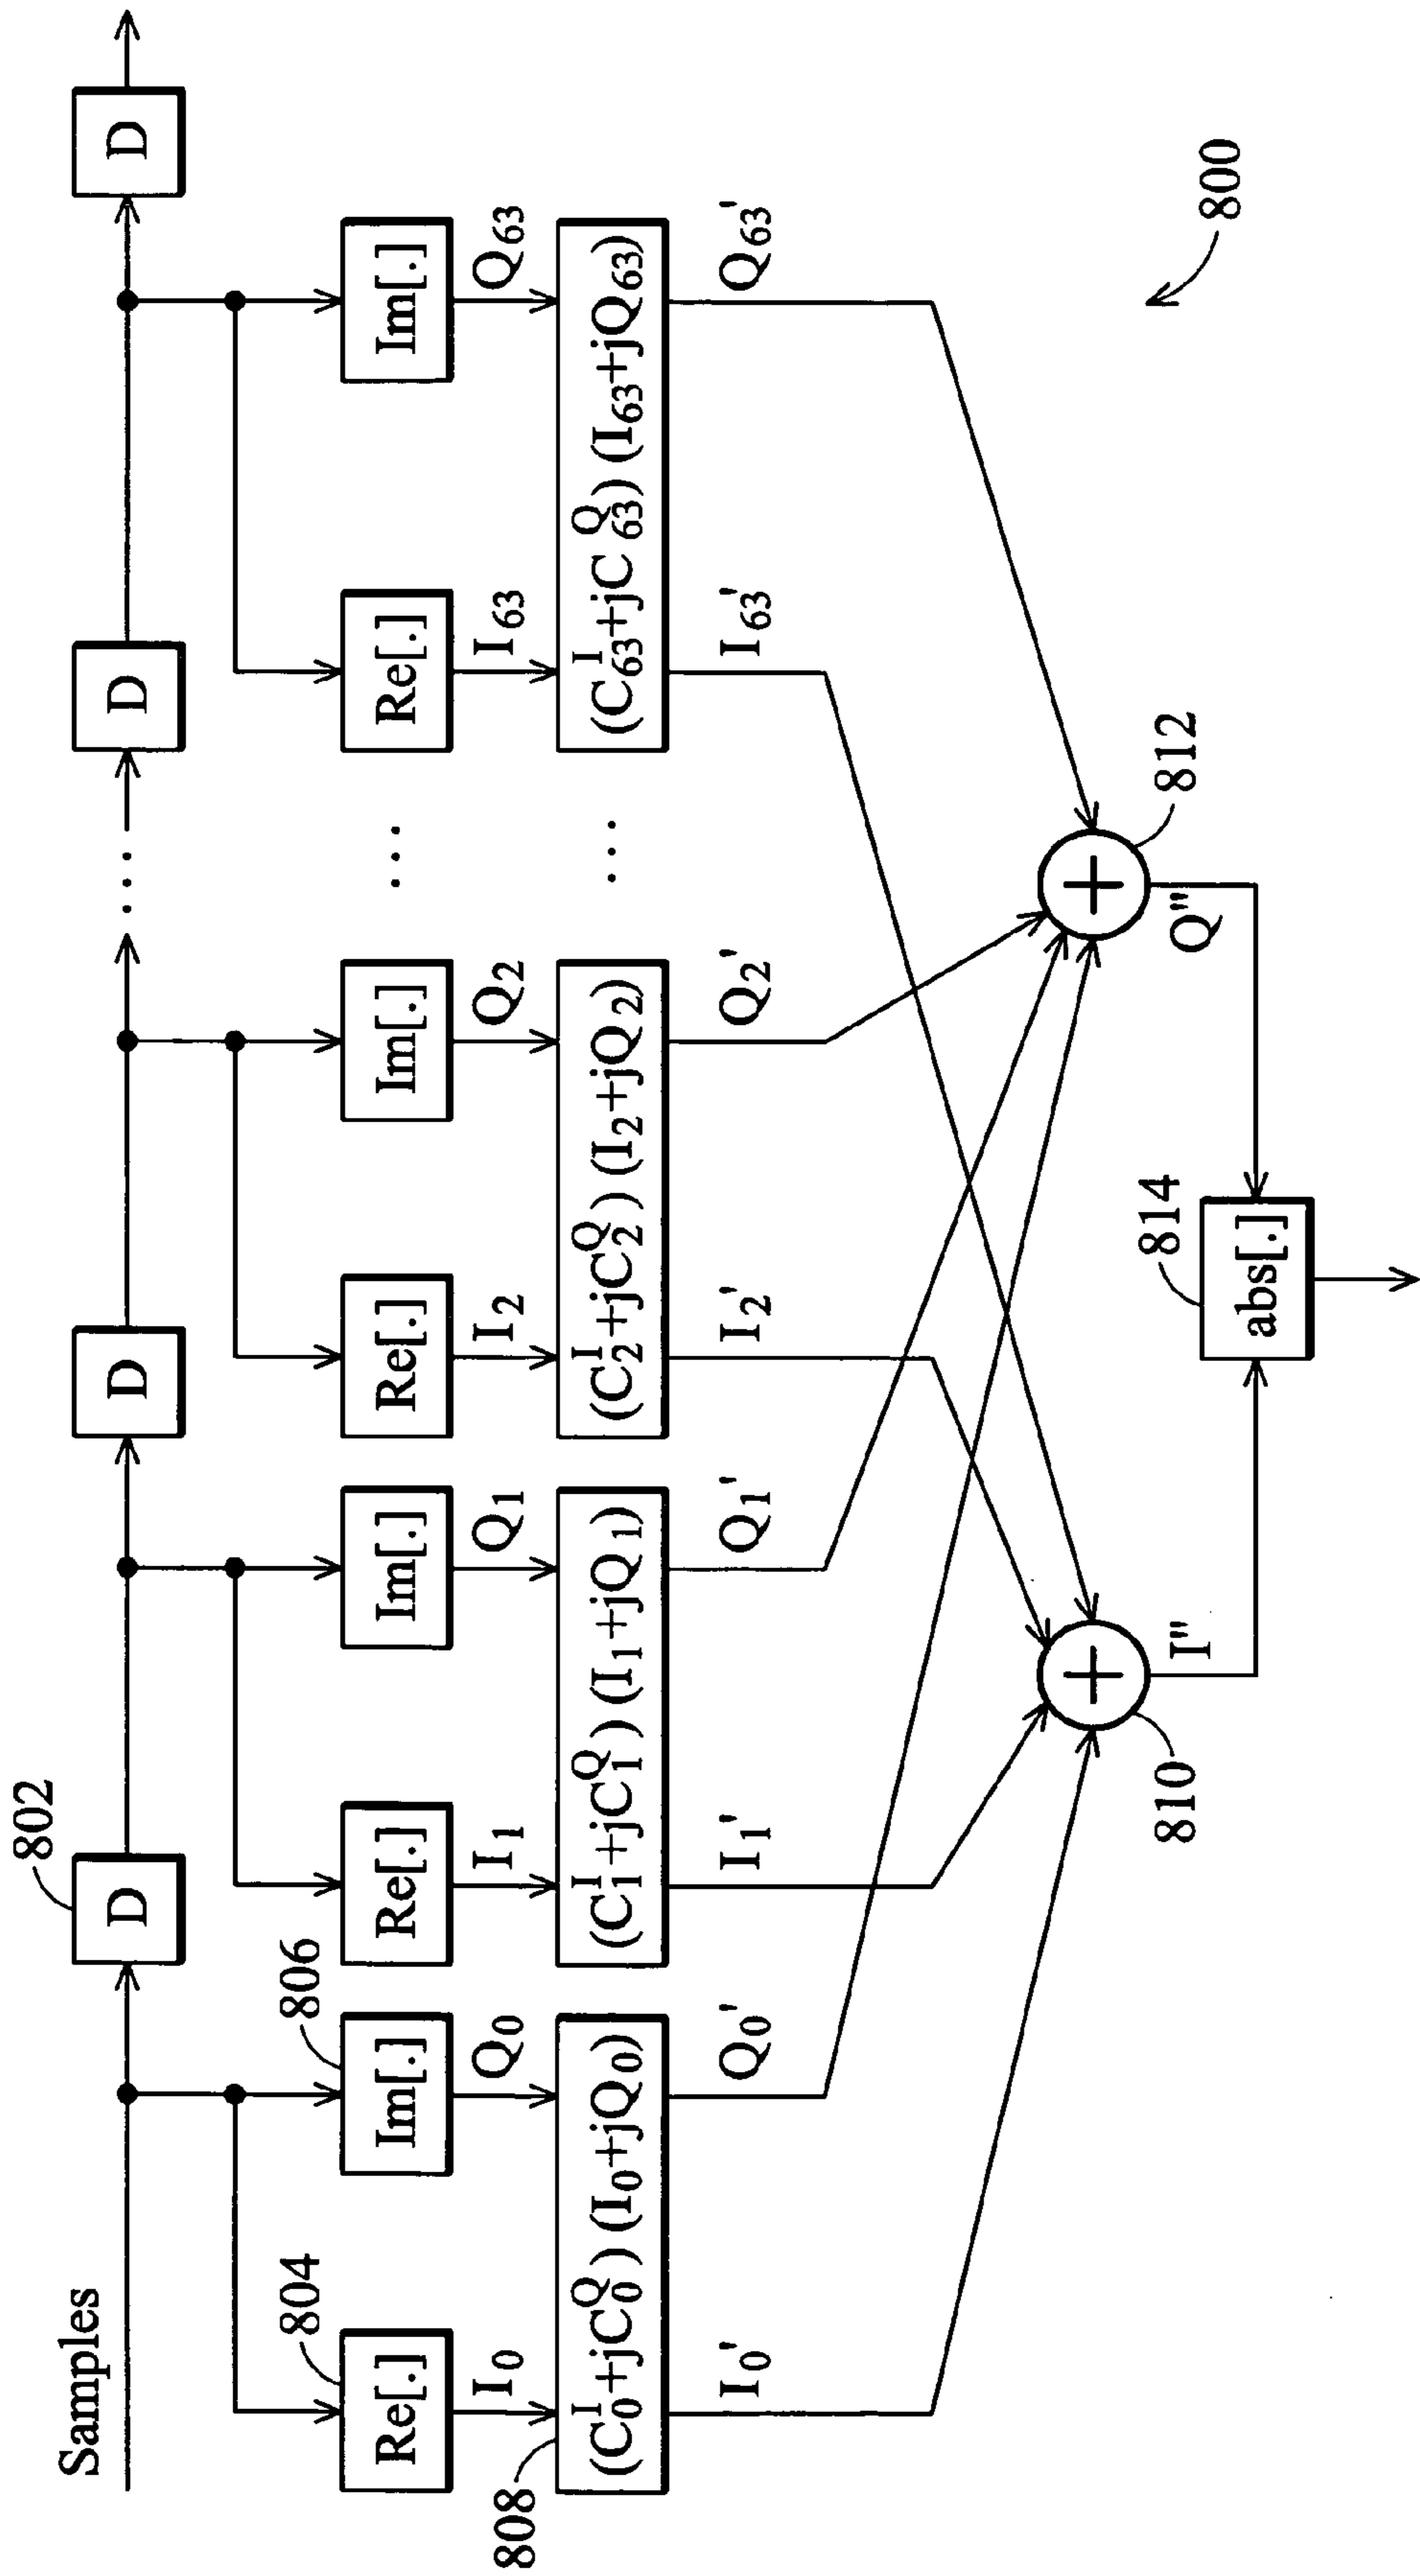 Samples
802
D
D
D
D
804
806
Re[.]
Im[.]
Re[.]
Im[.]
Re[.]
Im[.]
...
Re[.]
Im[.]
I₀
Q₀
I₁
Q₁
I₂
Q₂
I₆₃
Q₆₃
808
(C₀ᴵ+jC₀Q) (I₀+jQ₀)
(C₁ᴵ+jC₁Q) (I₁+jQ₁)
(C₂ᴵ+jC₂Q) (I₂+jQ₂)
...
(C₆₃ᴵ+jC₆₃Q) (I₆₃+jQ₆₃)
I₀'
Q₀'
I₁'
Q₁'
I₂'
Q₂'
I₆₃'
Q₆₃'
810
+
+
812
I"
Q"
814
abs[.]
800